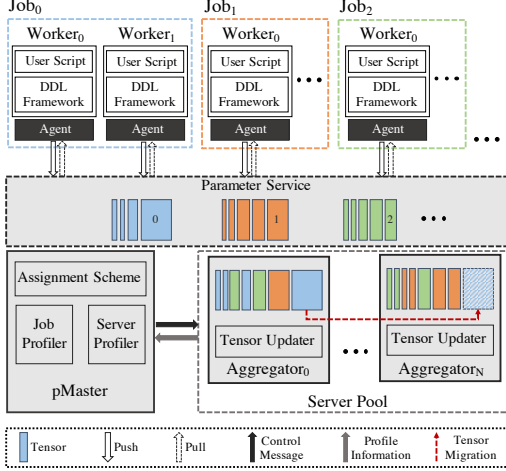 Job0 Job1 Job2
Worker0 Worker1 Worker0 Worker0
User Script User Script User Script User Script
DDL DDL DDL DDL
Framework Framework Framework Framework
Agent Agent Agent Agent
Parameter Service
0 1 2
Assignment Scheme
Job Server
Profiler Profiler
pMaster
Tensor Updater Tensor Updater
Aggregator0 AggregatorN
Server Pool
Tensor Push Pull Control Profile Tensor
Message Information Migration